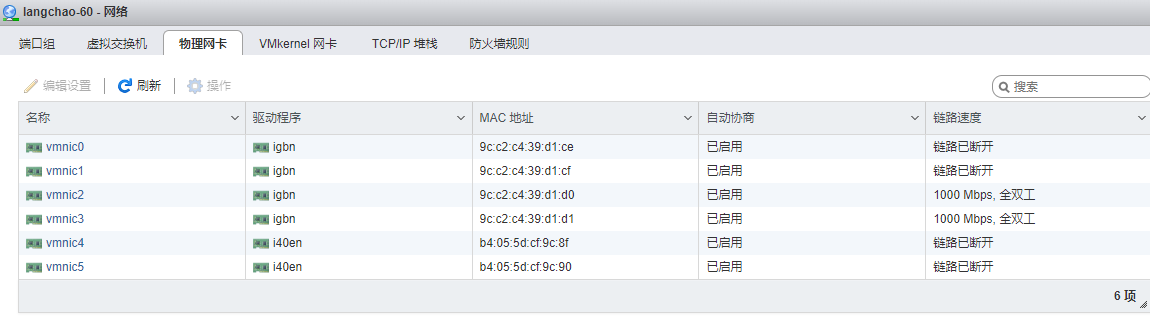 langchao-60 - 网络
端口组 虚拟交换机 物理网卡 VMkernel 网卡 TCP/IP 堆栈 防火墙规则
编辑设置 刷新 操作 搜索
名称 驱动程序 MAC 地址 自动协商 链路速度
vmnic0 igbn 9c:c2:c4:39:d1:ce 已启用 链路已断开
vmnic1 igbn 9c:c2:c4:39:d1:cf 已启用 链路已断开
vmnic2 igbn 9c:c2:c4:39:d1:d0 已启用 1000 Mbps, 全双工
vmnic3 igbn 9c:c2:c4:39:d1:d1 已启用 1000 Mbps, 全双工
vmnic4 i40en b4:05:5d:cf:9c:8f 已启用 链路已断开
vmnic5 i40en b4:05:5d:cf:9c:90 已启用 链路已断开
6 项